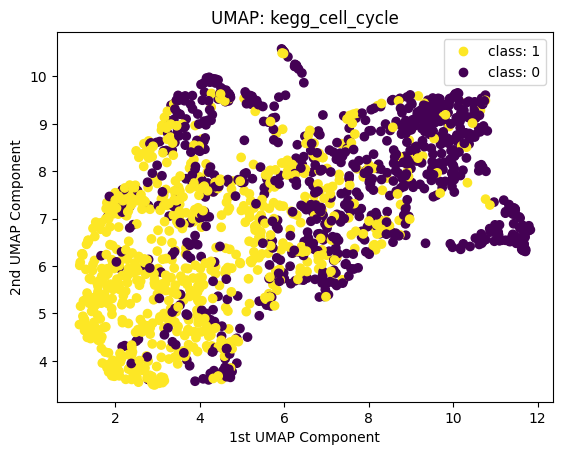 UMAP: kegg_cell_cycle
class: 1
class: 0
10
9
8
7
6
5
4
2nd UMAP Component
2 4 6 8 10 12
1st UMAP Component